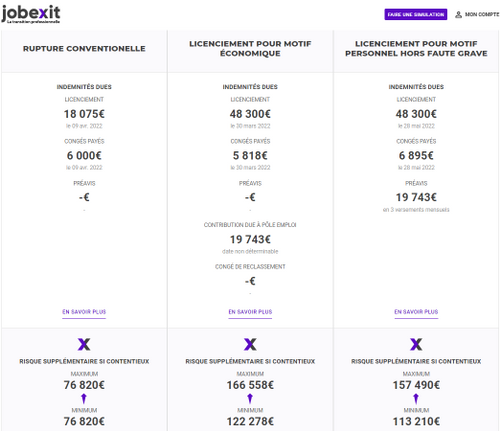 jobexit
La transition professionnelle
FAIRE UNE SIMULATION
MON COMPTE
RUPTURE CONVENTIONELLE
INDEMNITÉS DUES
LICENCIEMENT
18 075€
le 09 avr. 2022
CONGÉS PAYÉS
6 000€
le 09 avr. 2022
PRÉAVIS
-€
-
EN SAVOIR PLUS
X
RISQUE SUPPLÉMENTAIRE SI CONTENTIEUX
MAXIMUM
76 820€
MINIMUM
76 820€
LICENCIEMENT POUR MOTIF
ÉCONOMIQUE
INDEMNITÉS DUES
LICENCIEMENT
48 300€
le 30 mars 2022
CONGÉS PAYÉS
5 818€
le 30 mars 2022
PRÉAVIS
-€
-
CONTRIBUTION DUE À PÔLE EMPLOI
19 743€
date non déterminable
CONGÉ DE RECLASSEMENT
-€
-
EN SAVOIR PLUS
X
RISQUE SUPPLÉMENTAIRE SI CONTENTIEUX
MAXIMUM
166 558€
MINIMUM
122 278€
LICENCIEMENT POUR MOTIF
PERSONNEL HORS FAUTE GRAVE
INDEMNITÉS DUES
LICENCIEMENT
48 300€
le 28 mai 2022
CONGÉS PAYÉS
6 895€
le 28 mai 2022
PRÉAVIS
19 743€
en 3 versements mensuels
EN SAVOIR PLUS
X
RISQUE SUPPLÉMENTAIRE SI CONTENTIEUX
MAXIMUM
157 490€
MINIMUM
113 210€